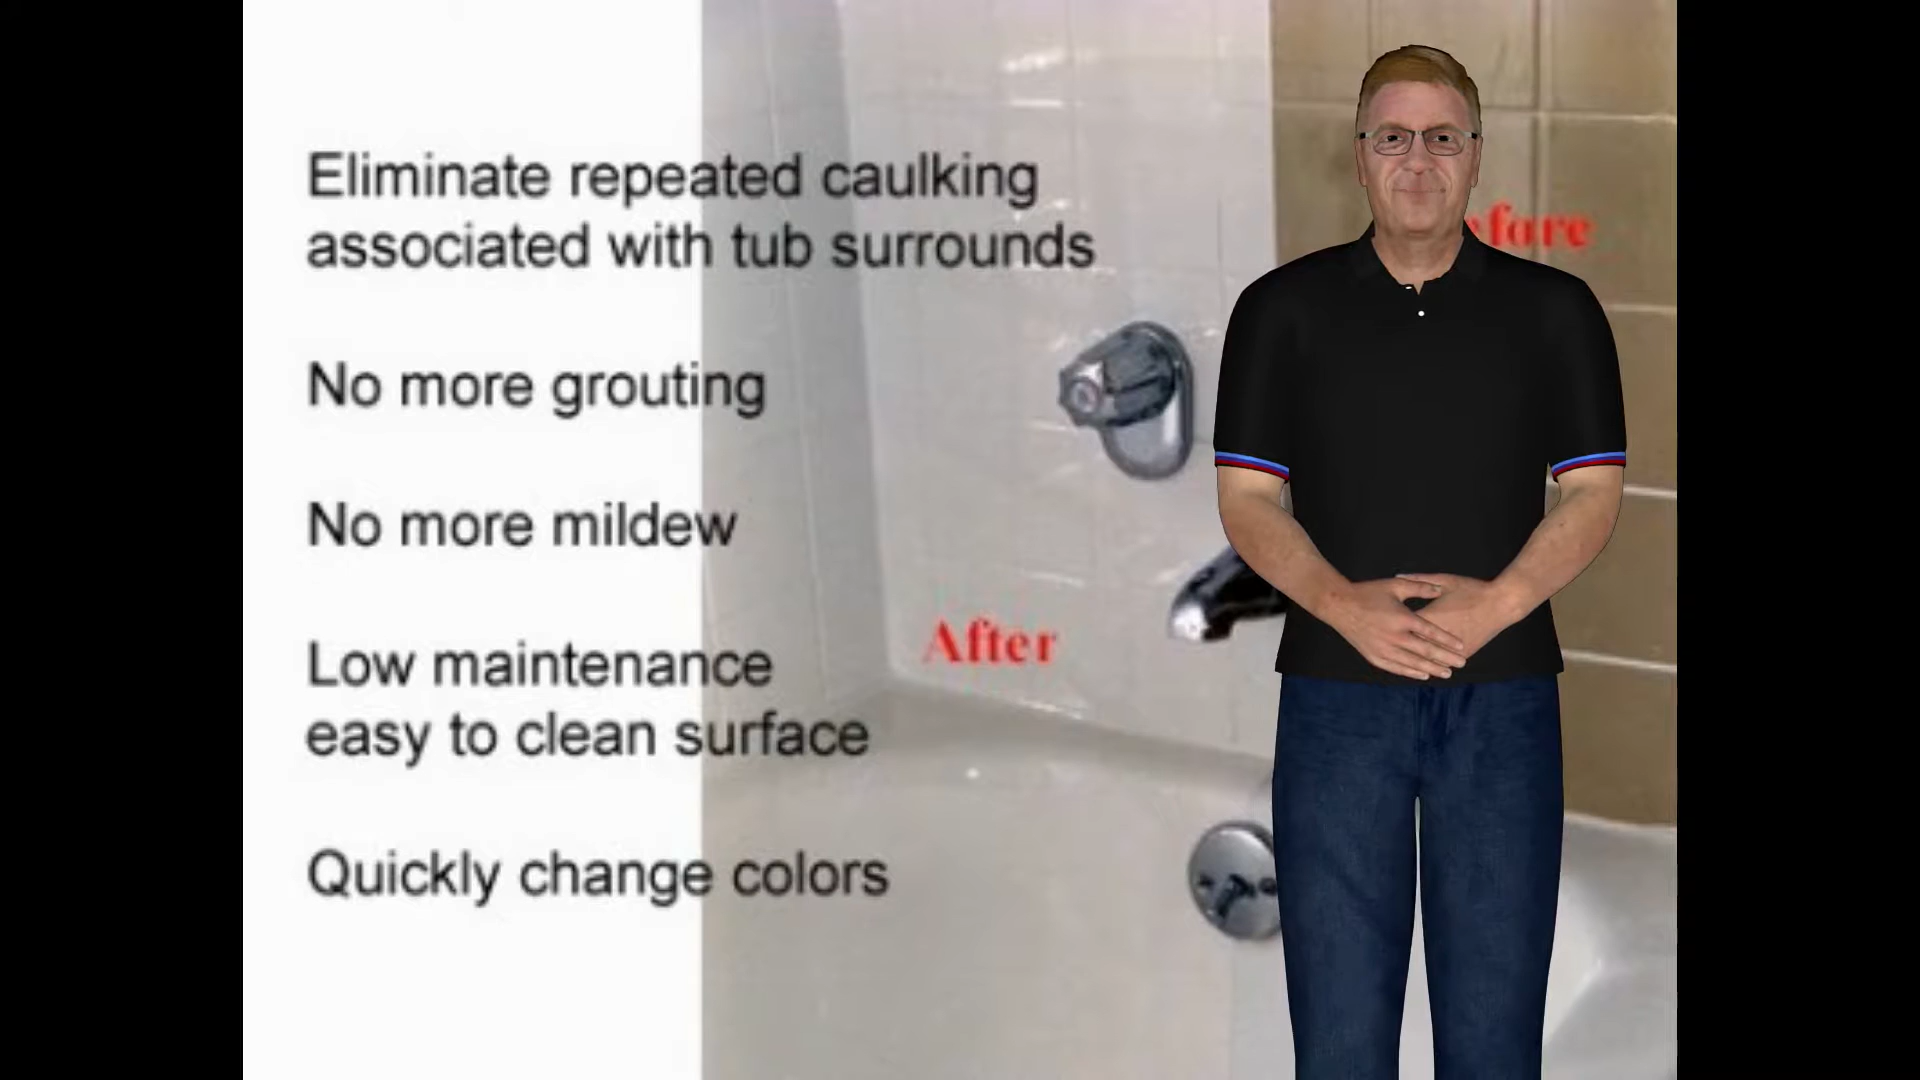 Eliminate repeated caulking
associated with tub surrounds
No more grouting
No more mildew
Low maintenance
easy to clean surface
Quickly change colors
After